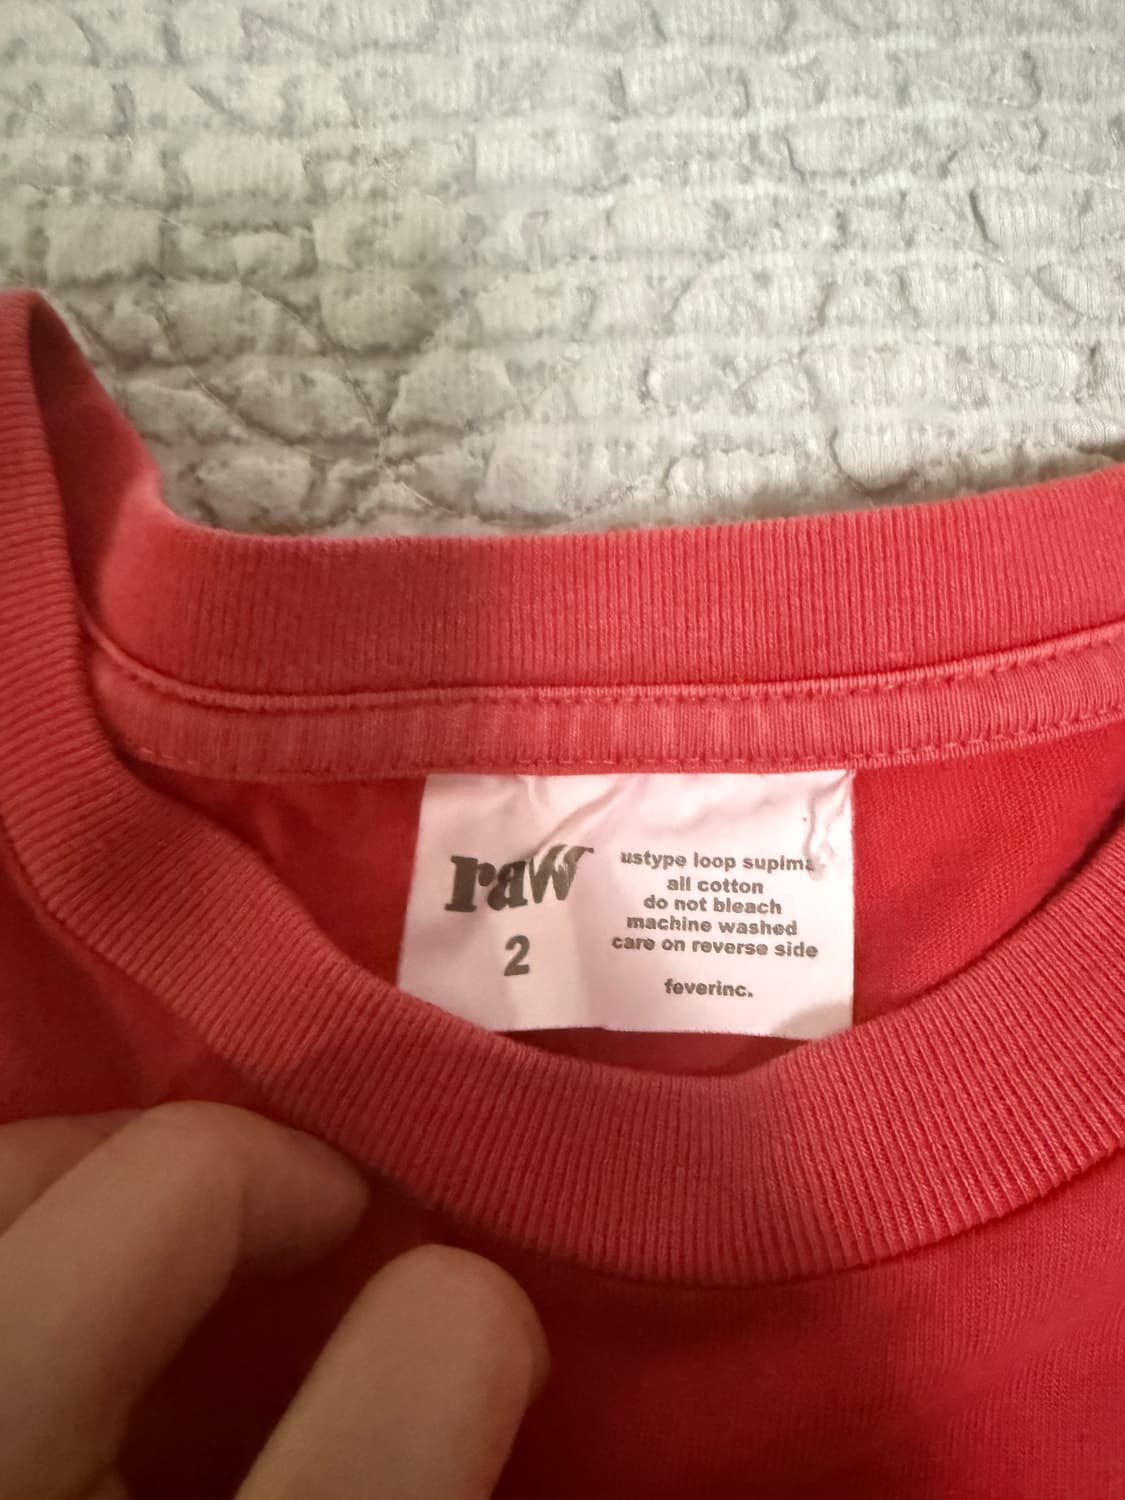 raw
2
ustype loop supima
all cotton
do not bleach
machine washed
care on reverse side
feverinc.